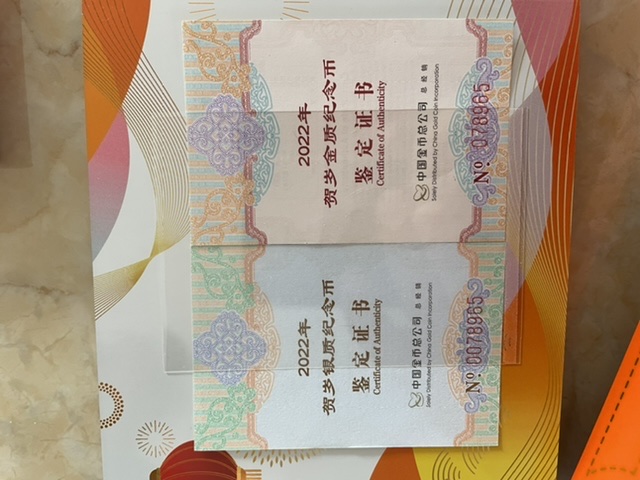 2022年
贺岁金质纪念币
鉴定证书
Certificate of Authenticity
中国金币总公司 总经销
Solely Distributed by China Gold Coin Incorporation
Nº 078965
2022年
贺岁银质纪念币
鉴定证书
Certificate of Authenticity
中国金币总公司 总经销
Solely Distributed by China Gold Coin Incorporation
Nº 0078965